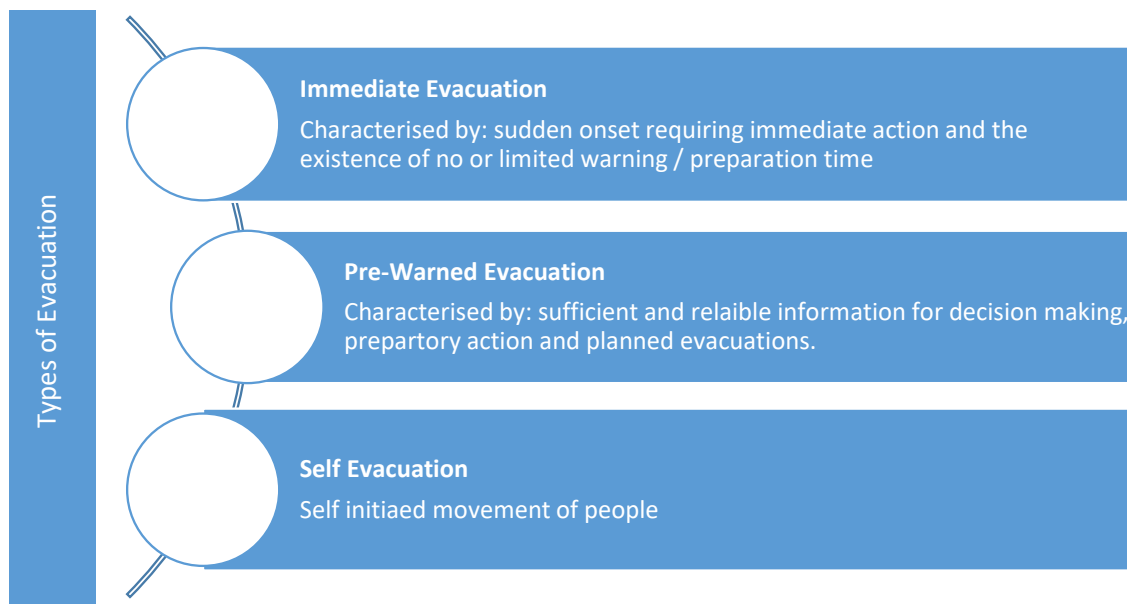 Types of Evacuation
Immediate Evacuation
Characterised by: sudden onset requiring immediate action and the
existence of no or limited warning / preparation time
Pre-Warned Evacuation
Characterised by: sufficient and relaible information for decision making,
prepartory action and planned evacuations.
Self Evacuation
Self initiaed movement of people